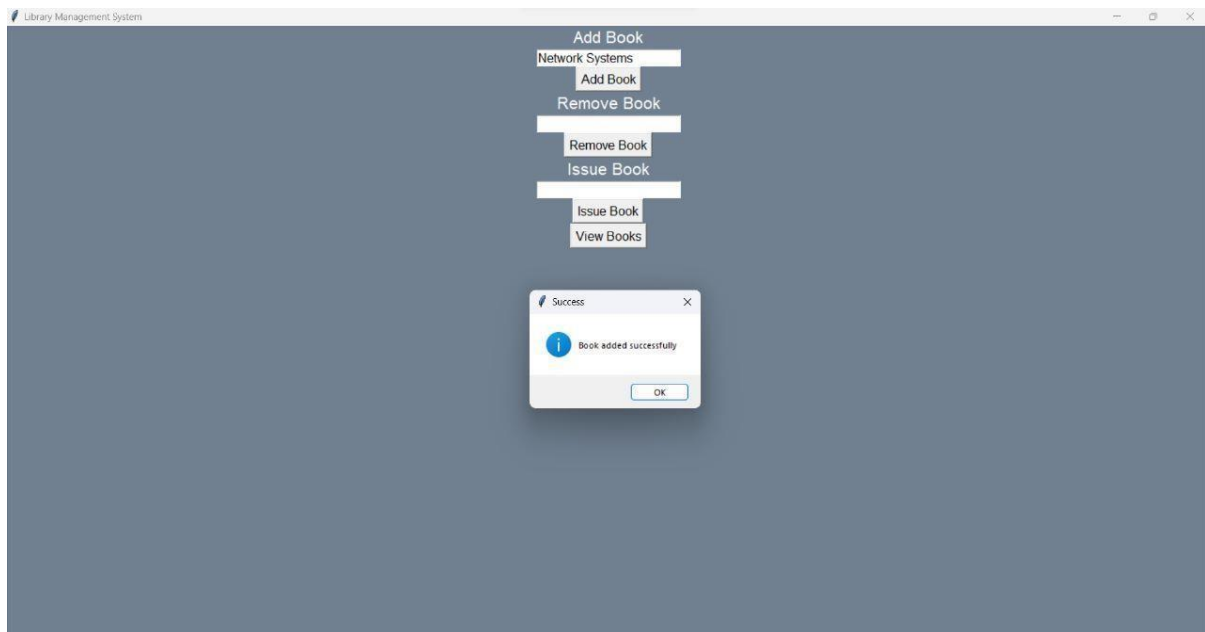 Library Management System
Add Book
Network Systems
Add Book
Remove Book
Remove Book
Issue Book
Issue Book
View Books
Success
Book added successfully
OK